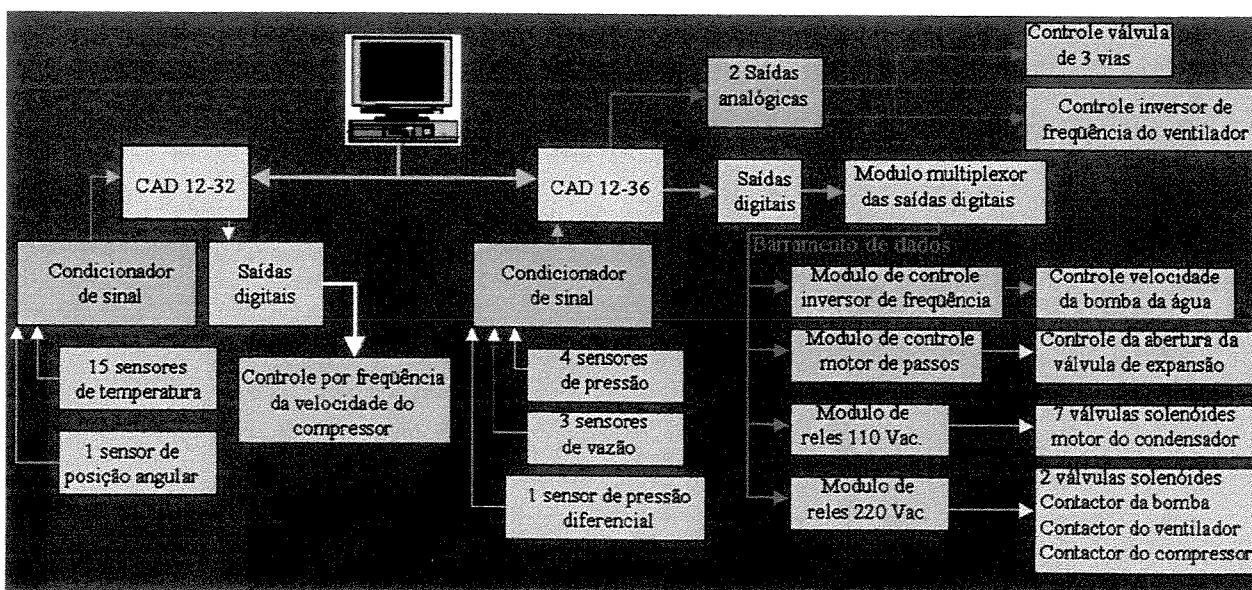 Controle válvula
de 3 vias
2 Saídas
analógicas
Controle inversor de
freqüência do ventilador
CAD 12-32
CAD 12-36
Saídas
digitais
Modulo multiplexor
das saídas digitais
Barramento de dados
Condicionador
de sinal
Saídas
digitais
Condicionador
de sinal
Modulo de controle
inversor de freqüência
Controle velocidade
da bomba da água
15 sensores
de temperatura
Controle por freqüência
da velocidade do
compressor
4 sensores
de pressão
Modulo de controle
motor de passos
Controle da abertura da
válvula de expansão
1 sensor de
posição angular
3 sensores
de vazão
Modulo de
reles 110 Vac.
7 válvulas solenóides
motor do condensador
1 sensor de pressão
diferencial
Modulo de
reles 220 Vac
2 válvulas solenóides
Contactor da bomba
Contactor do ventilador
Contactor do compressor